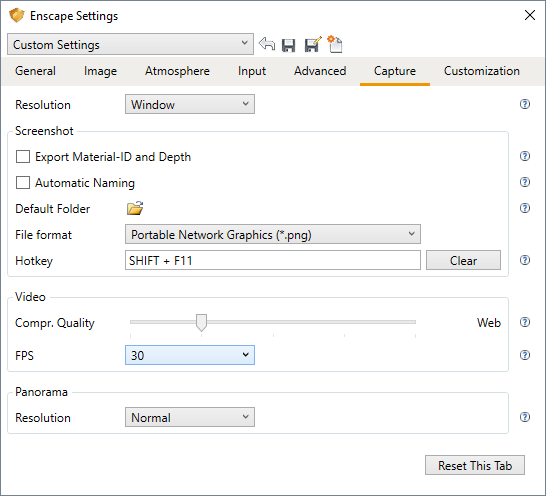 Enscape Settings
Custom Settings
General Image Atmosphere Input Advanced Capture Customization
Resolution Window
Screenshot
Export Material-ID and Depth
Automatic Naming
Default Folder
File format Portable Network Graphics (*.png)
Hotkey SHIFT + F11 Clear
Video
Compr. Quality Web
FPS 30
Panorama
Resolution Normal
Reset This Tab